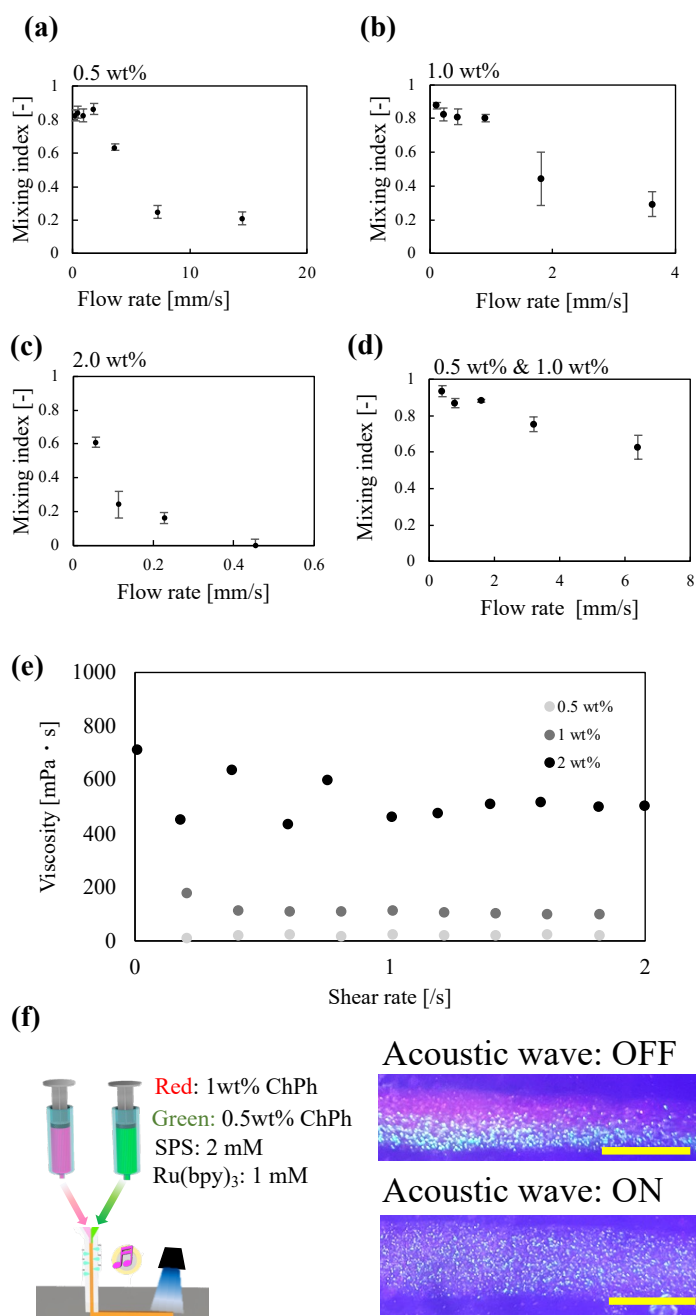 (a)
0.5 wt%
Mixing index [-]
1
0.8
0.6
0.4
0.2
0
0
10
20
Flow rate [mm/s]
(b)
1.0 wt%
Mixing index [-]
1
0.8
0.6
0.4
0.2
0
0
2
4
Flow rate [mm/s]
(c)
2.0 wt%
Mixing index [-]
1
0.8
0.6
0.4
0.2
0
0
0.2
0.4
0.6
Flow rate [mm/s]
(d)
0.5 wt% & 1.0 wt%
Mixing index [-]
1
0.8
0.6
0.4
0.2
0
0
2
4
6
8
Flow rate [mm/s]
(e)
Viscosity [mPa・s]
1000
800
600
400
200
0
0
1
2
Shear rate [/s]
0.5 wt%
1 wt%
2 wt%
(f)
Red: 1wt% ChPh
Green: 0.5wt% ChPh
SPS: 2 mM
Ru(bpy)₃: 1 mM
Acoustic wave: OFF
Acoustic wave: ON